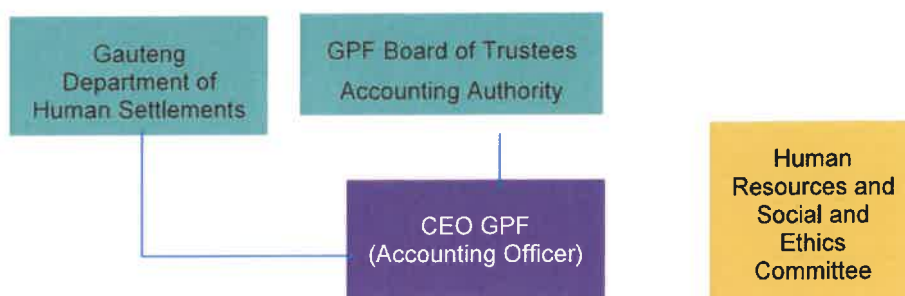 Gauteng
Department of
Human Settlements
GPF Board of Trustees
Accounting Authority
CEO GPF
(Accounting Officer)
Human
Resources and
Social and
Ethics
Committee